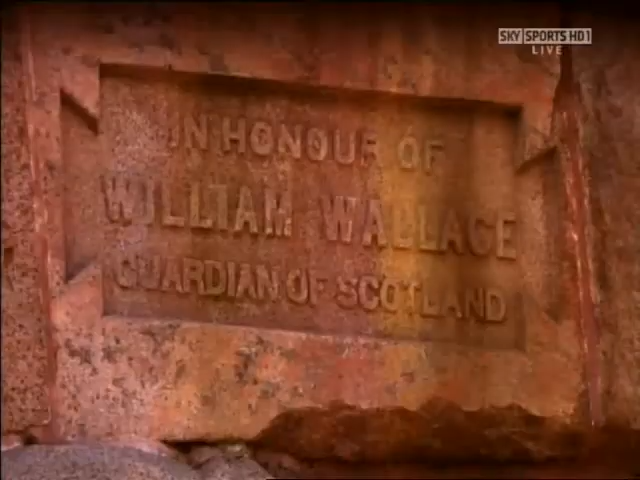 SKY SPORTS HD1
LIVE
IN HONOUR OF
WILLIAM WALLACE
GUARDIAN OF SCOTLAND